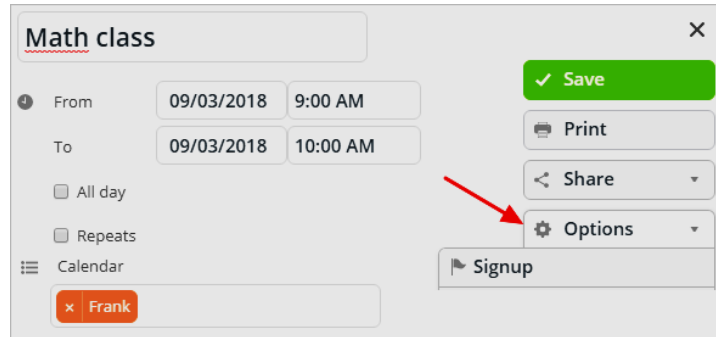 Math class
Save
From 09/03/2018 9:00 AM
Print
To 09/03/2018 10:00 AM
Share
All day
Options
Repeats
Calendar
Signup
× Frank